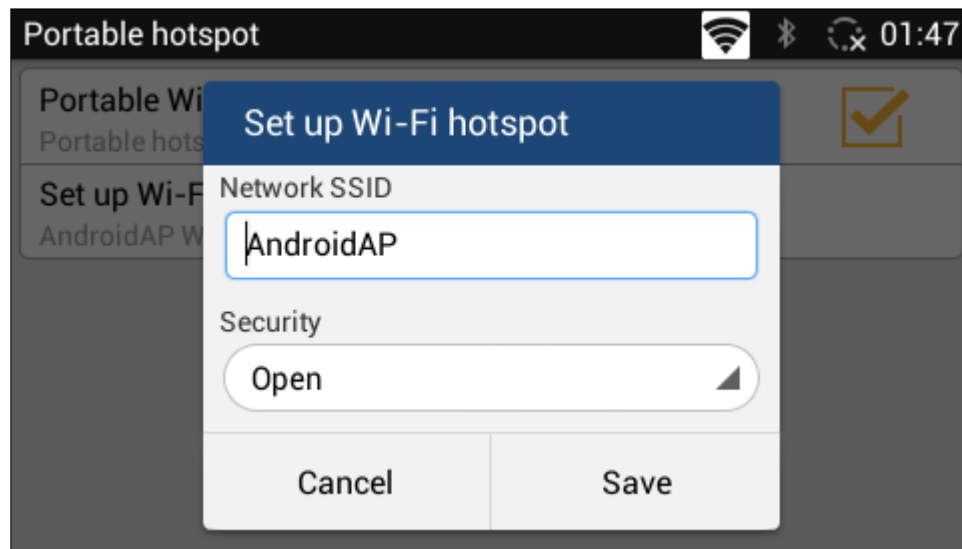 Portable hotspot 01:47
Portable Wi
Portable hots
Set up Wi-F
AndroidAP W
Set up Wi-Fi hotspot
Network SSID
AndroidAP
Security
Open
Cancel Save